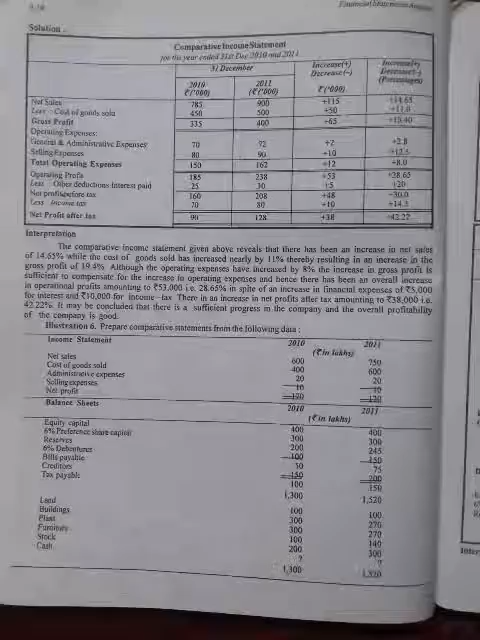 Financial Statements
Solution :
Comparative Income Statement
for the year ended 31st Dec 2010 and 2011
31 December Increase(+) Decrease(–) Increase(+) Decrease(–) (Percentages)
2010 (₹'000) 2011 (₹'000) ₹('000)
Net Sales 785 900 +115 +14.65
Less : Cost of goods sold 450 500 +50 +11.0
Gross Profit 335 400 +65 +19.40
Operating Expenses:
General & Administrative Expenses 70 72 +2 +2.8
Selling Expenses 80 90 +10 +12.5
Total Operating Expenses 150 162 +12 +8.0
Operating Profit 185 238 +53 +28.65
Less : Other deductions-Interest paid 25 30 +5 +20
Net profit before tax 160 208 +48 +30.0
Less : Income tax 70 80 +10 +14.3
Net Profit after tax 90 128 +38 +42.22
Interpretation
The comparative income statement given above reveals that there has been an increase in net sales
of 14.65% while the cost of goods sold has increased nearly by 11% thereby resulting in an increase in the
gross profit of 19.4%. Although the operating expenses have increased by 8% the increase in gross profit is
sufficient to compensate for the increase in operating expenses and hence there has been an overall increase
in operational profits amounting to ₹53,000 i.e. 28.65% in spite of an increase in financial expenses of ₹5,000
for interest and ₹10,000 for income-tax. There in an increase in net profits after tax amounting to ₹38,000 i.e.
42.22%. It may be concluded that there is a sufficient progress in the company and the overall profitability
of the company is good.
Illustration 6. Prepare comparative statements from the following data :
Income Statement 2010 2011
(₹ in lakhs)
Net sales 600 750
Cost of goods sold 400 600
Administrative expenses 20 20
Selling expenses 10 10
Net profit 120
Balance Sheets 2010 2011
(₹ in lakhs)
Equity capital 400 400
6% Preference share capital 300 300
Reserves 200 245
6% Debentures 100 150
Bills payable 50 75
Creditors 150 200
Tax payable 100 150
1,300 1,520
Land 100 100
Buildings 300 270
Plant 300 270
Furniture 100 140
Stock 200 300
Cash ? ?
1,300 1,520
Inter